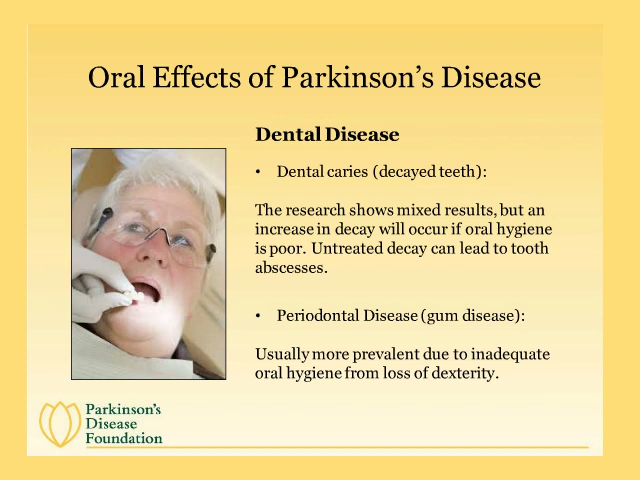 Oral Effects of Parkinson's Disease
Dental Disease
• Dental caries (decayed teeth):
The research shows mixed results, but an
increase in decay will occur if oral hygiene
is poor. Untreated decay can lead to tooth
abscesses.
• Periodontal Disease (gum disease):
Usually more prevalent due to inadequate
oral hygiene from loss of dexterity.
Parkinson's
Disease
Foundation